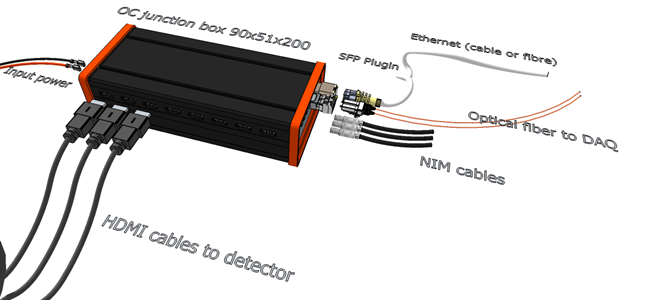 OC junction box 90x51x200
Ethernet (cable or fibre)
SFP Plugin
Input power
Optical fiber to DAQ
NIM cables
HDMI cables to detector